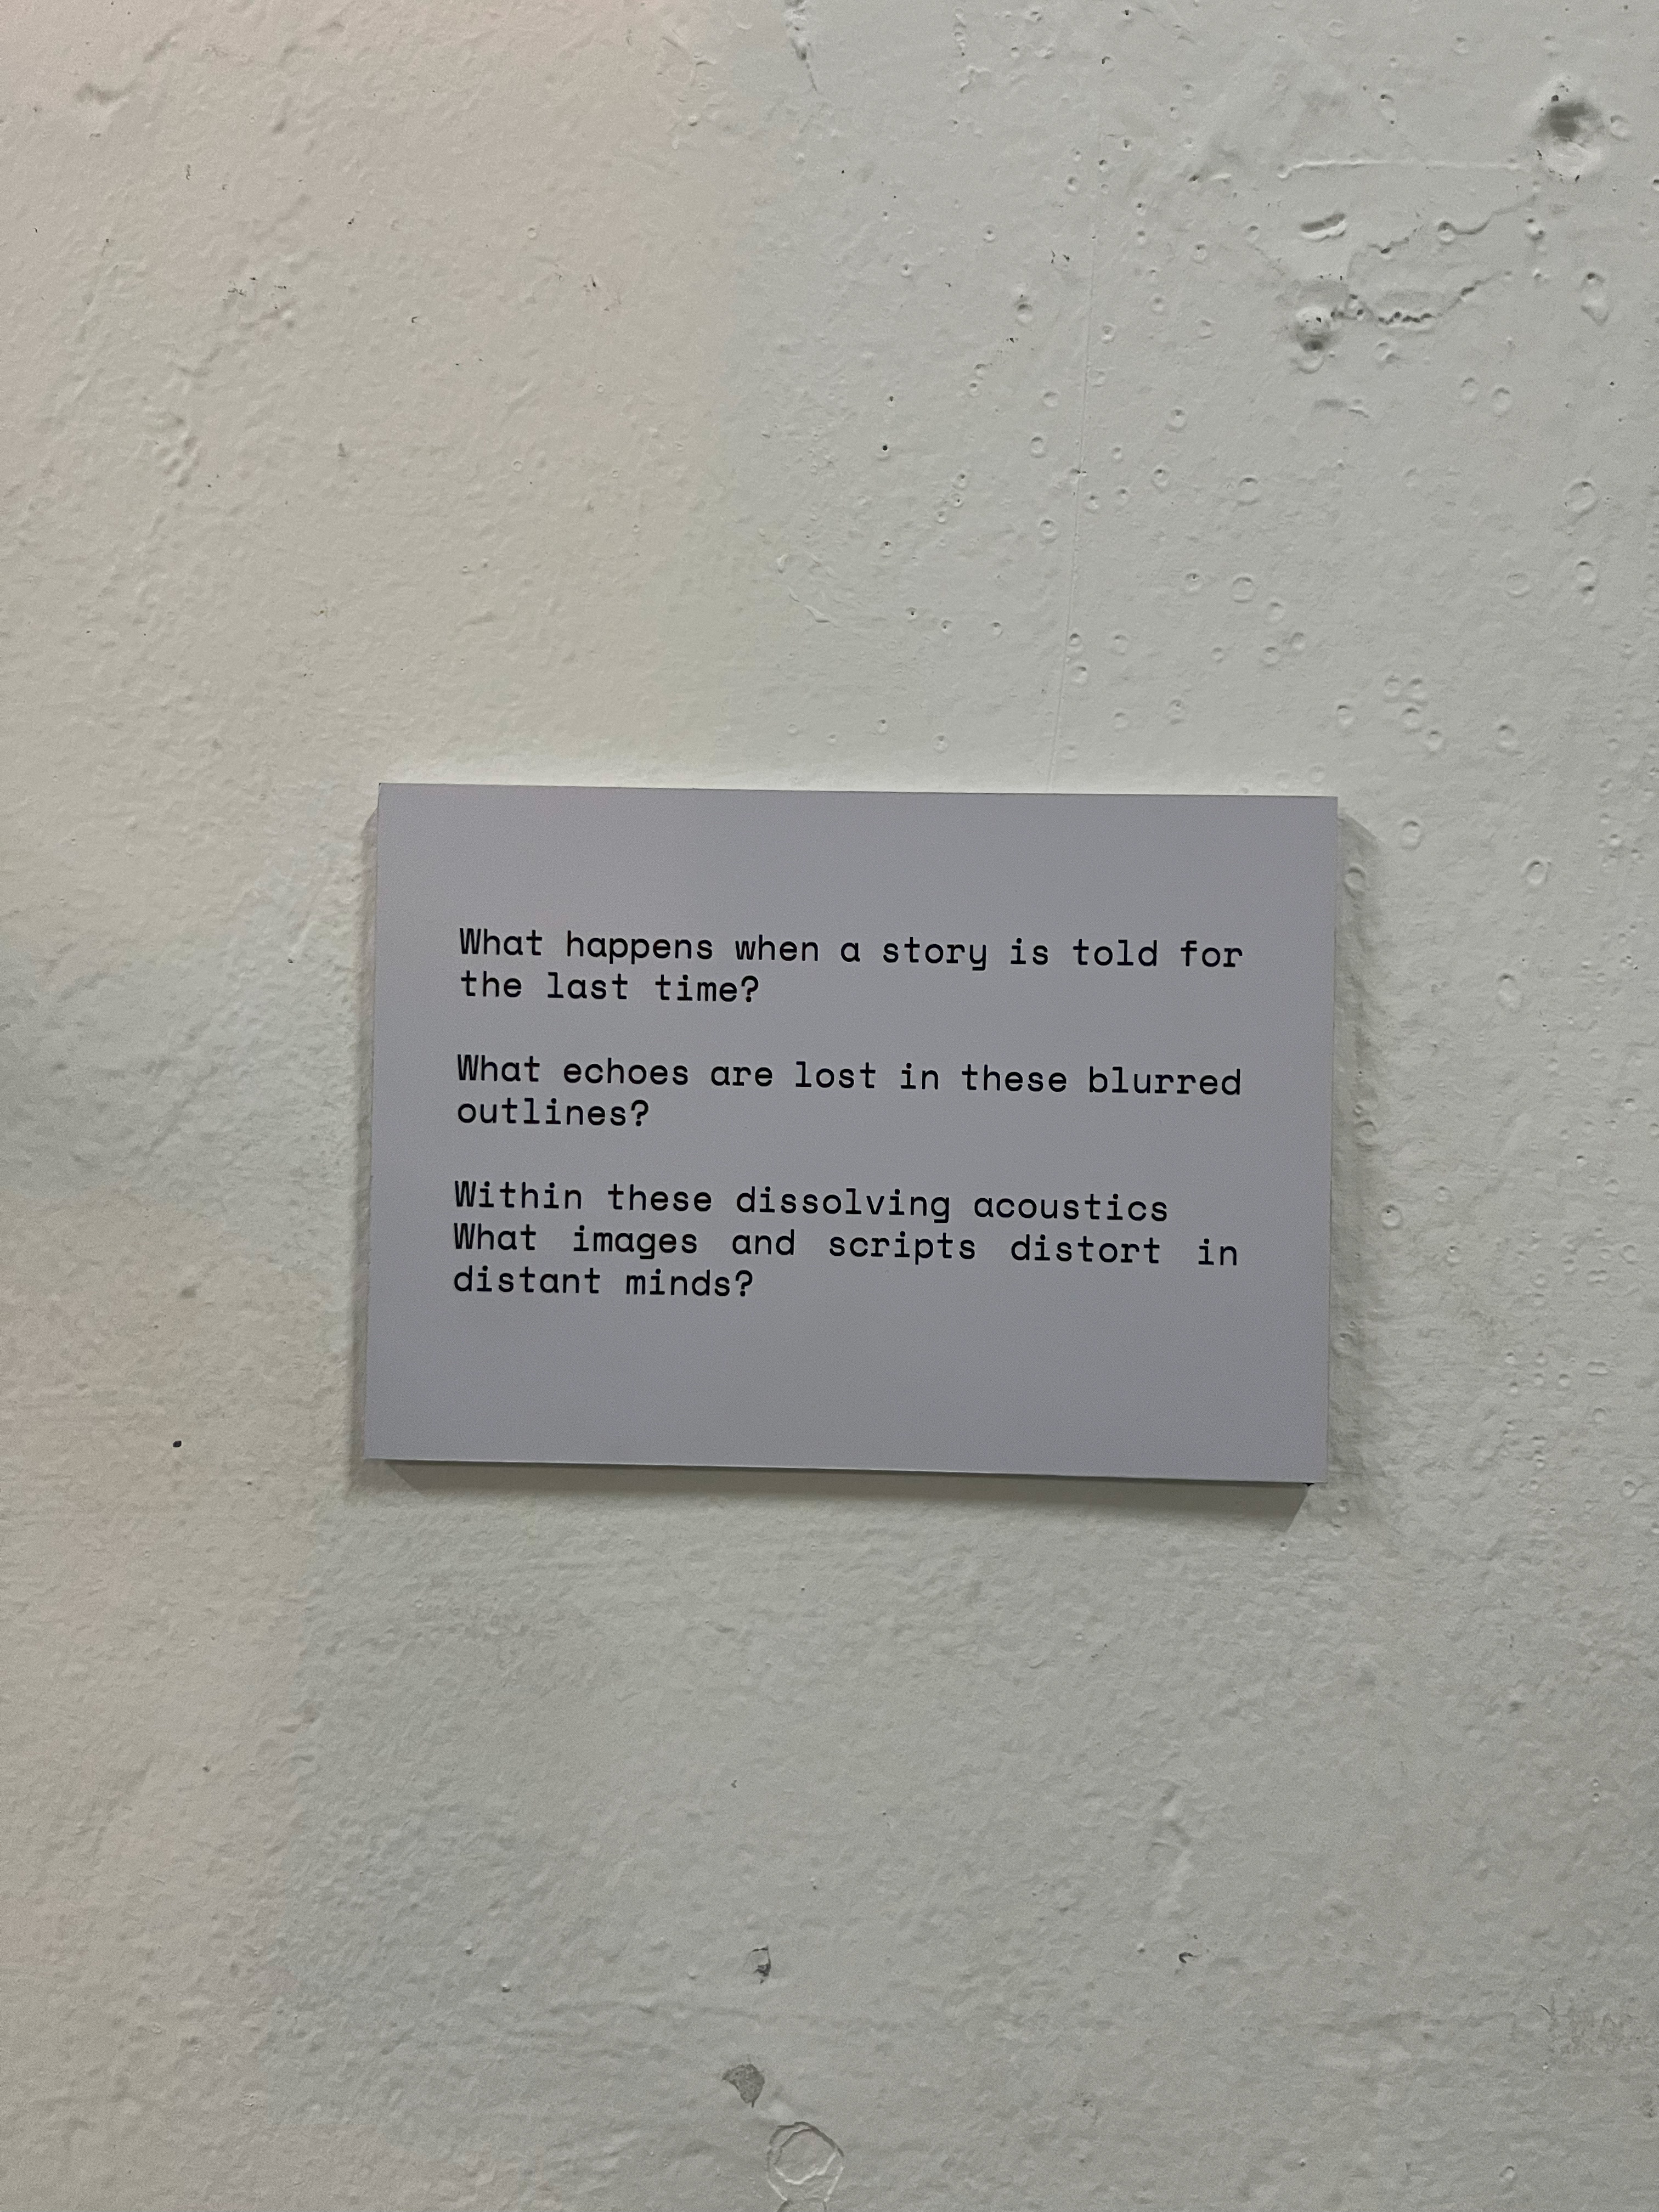 What happens when a story is told for
the last time?
What echoes are lost in these blurred
outlines?
Within these dissolving acoustics
What images and scripts distort in
distant minds?